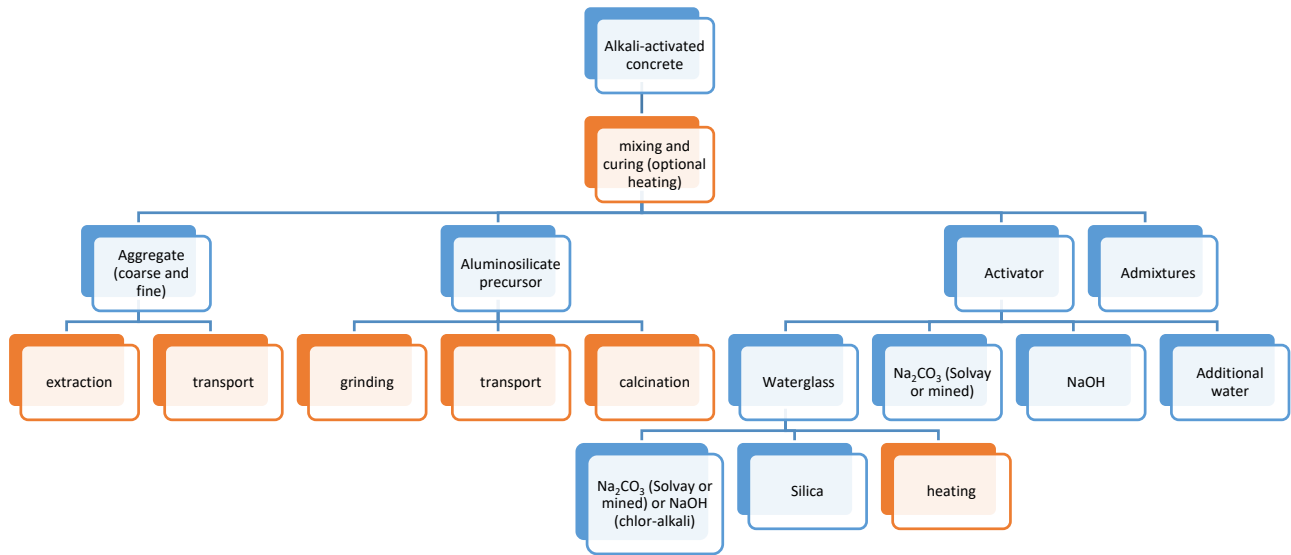 Alkali-activated
concrete
mixing and
curing (optional
heating)
Aggregate
(coarse and
fine)
Aluminosilicate
precursor
Activator
Admixtures
extraction
transport
grinding
transport
calcination
Waterglass
Na₂CO₃ (Solvay
or mined)
NaOH
Additional
water
Na₂CO₃ (Solvay or
mined) or NaOH
(chlor-alkali)
Silica
heating